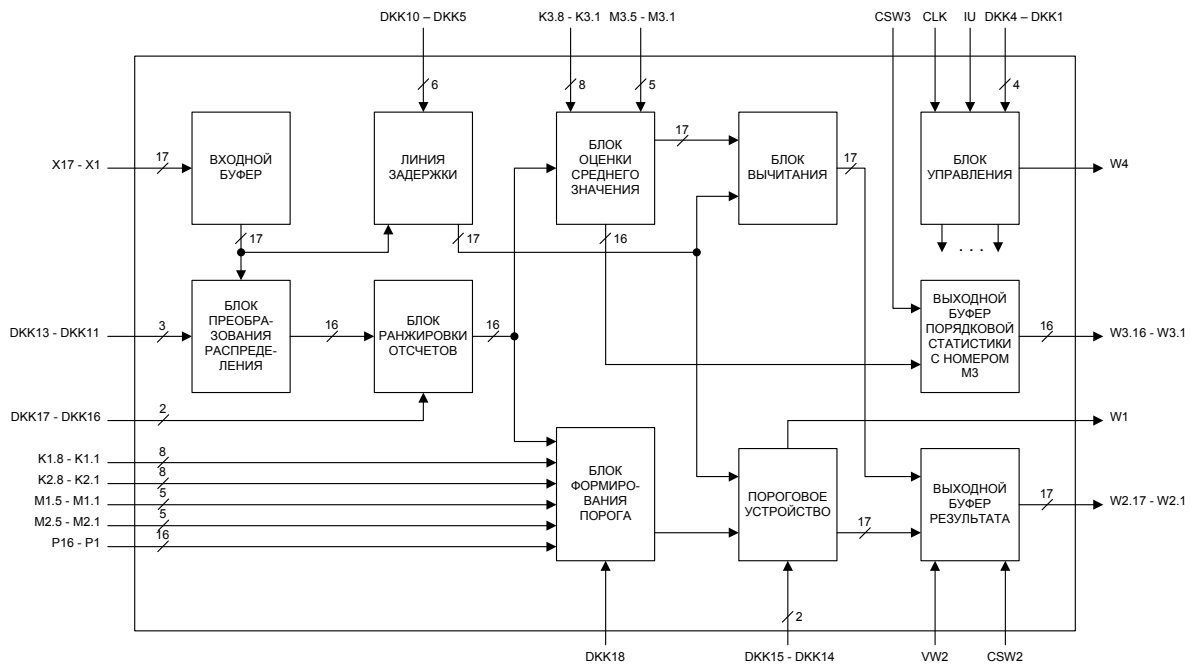 DKK10 – DKK5
K3.8 - K3.1
M3.5 - M3.1
CSW3
CLK
IU
DKK4 – DKK1
6
8
5
4
X17 - X1
17
ВХОДНОЙ
БУФЕР
ЛИНИЯ
ЗАДЕРЖКИ
БЛОК
ОЦЕНКИ
СРЕДНЕГО
ЗНАЧЕНИЯ
17
БЛОК
ВЫЧИТАНИЯ
17
БЛОК
УПРАВЛЕНИЯ
W4
17
17
16
. . .
DKK13 - DKK11
3
БЛОК
ПРЕОБРА-
ЗОВАНИЯ
РАСПРЕДЕ-
ЛЕНИЯ
16
БЛОК
РАНЖИРОВКИ
ОТСЧЕТОВ
16
ВЫХОДНОЙ
БУФЕР
ПОРЯДКОВОЙ
СТАТИСТИКИ
С НОМЕРОМ
М3
16
W3.16 - W3.1
DKK17 - DKK16
2
W1
K1.8 - K1.1
8
K2.8 - K2.1
8
M1.5 - M1.1
5
M2.5 - M2.1
5
P16 - P1
16
БЛОК
ФОРМИРО-
ВАНИЯ
ПОРОГА
ПОРОГОВОЕ
УСТРОЙСТВО
17
ВЫХОДНОЙ
БУФЕР
РЕЗУЛЬТАТА
17
W2.17 - W2.1
2
DKK18
DKK15 - DKK14
VW2
CSW2